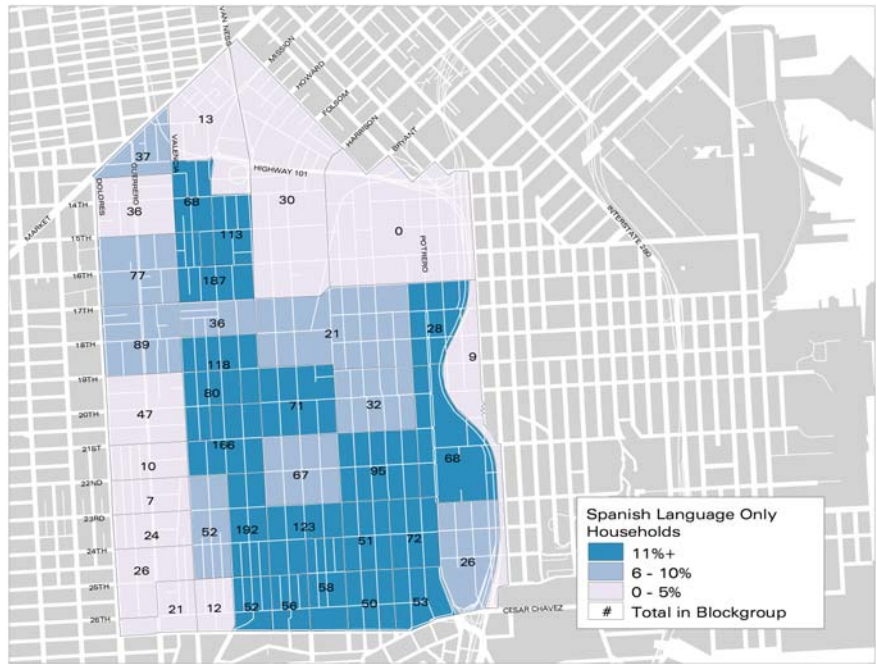 VAN NESS
MISSION
HOWARD
FOLSOM
HARRISON
BRYANT
13
VALENCIA
37
HIGHWAY 101
GUERRERO
DOLORES
68
30
14TH
36
MARKET
INTERSTATE 280
113
0
15TH
POTRERO
77
16TH
187
17TH
36
28
21
89
18TH
118
9
19TH
80
71
32
47
20TH
166
21ST
10
67
95
68
22ND
7
23RD
24
52
192
123
51
72
24TH
26
26
25TH
58
21
12
52
56
50
53
26TH
CESAR CHAVEZ
Spanish Language Only
Households
11%+
6 - 10%
0 - 5%
# Total in Blockgroup